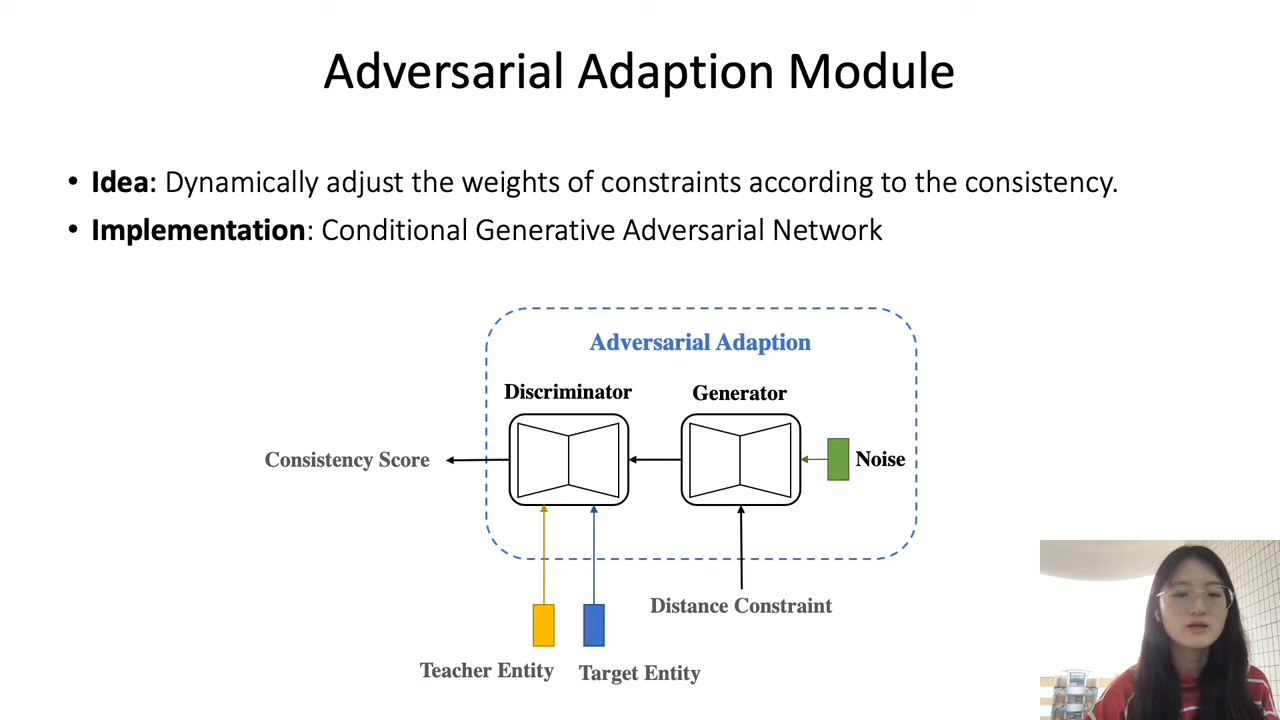 Adversarial Adaption Module
• Idea: Dynamically adjust the weights of constraints according to the consistency.
• Implementation: Conditional Generative Adversarial Network
Adversarial Adaption
Discriminator
Generator
Consistency Score
Noise
Distance Constraint
Teacher Entity
Target Entity